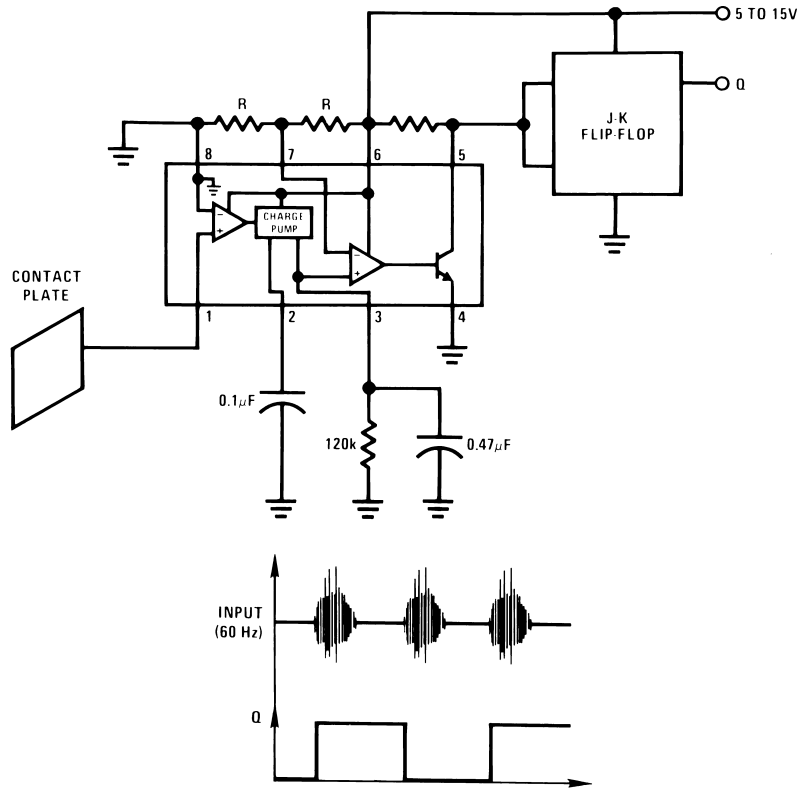 5 TO 15V
R
R
Q
J-K
FLIP-FLOP
8
7
6
5
CHARGE
PUMP
-
+
-
+
CONTACT
PLATE
1
2
3
4
0.1μF
120k
0.47μF
INPUT
(60 Hz)
Q